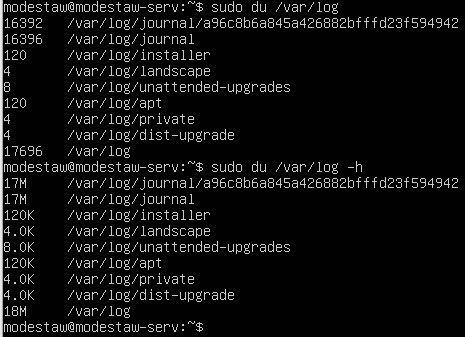 modestaw@modestaw-serv:~$ sudo du /var/log
16392 /var/log/journal/a96c8b6a845a426882bfffd23f594942
16396 /var/log/journal
120 /var/log/installer
4 /var/log/landscape
8 /var/log/unattended-upgrades
120 /var/log/apt
4 /var/log/private
4 /var/log/dist-upgrade
17696 /var/log
modestaw@modestaw-serv:~$ sudo du /var/log -h
17M /var/log/journal/a96c8b6a845a426882bfffd23f594942
17M /var/log/journal
120K /var/log/installer
4.0K /var/log/landscape
8.0K /var/log/unattended-upgrades
120K /var/log/apt
4.0K /var/log/private
4.0K /var/log/dist-upgrade
18M /var/log
modestaw@modestaw-serv:~$